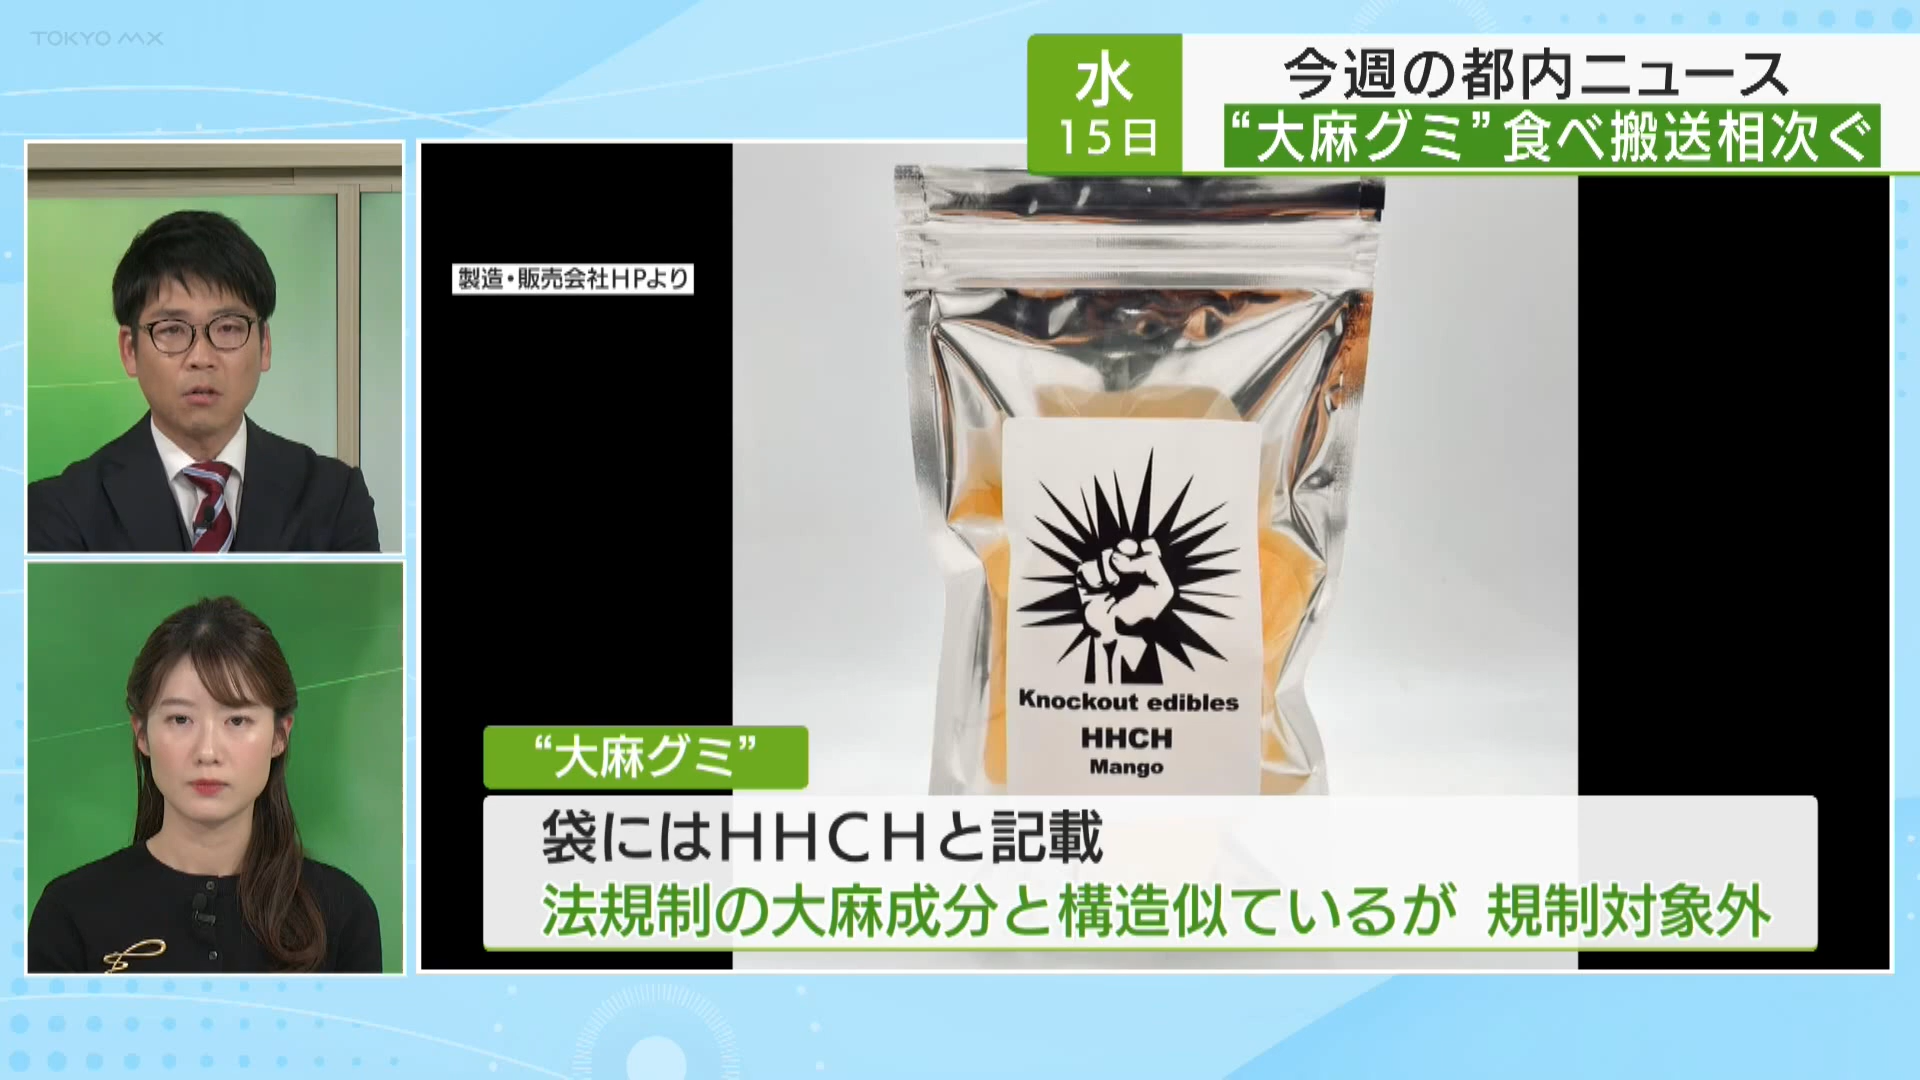 TOKYO MX
水
15日
今週の都内ニュース
“大麻グミ”食べ搬送相次ぐ
製造・販売会社HPより
Knockout edibles
HHCH
Mango
“大麻グミ”
袋にはHHCHと記載
法規制の大麻成分と構造似ているが 規制対象外